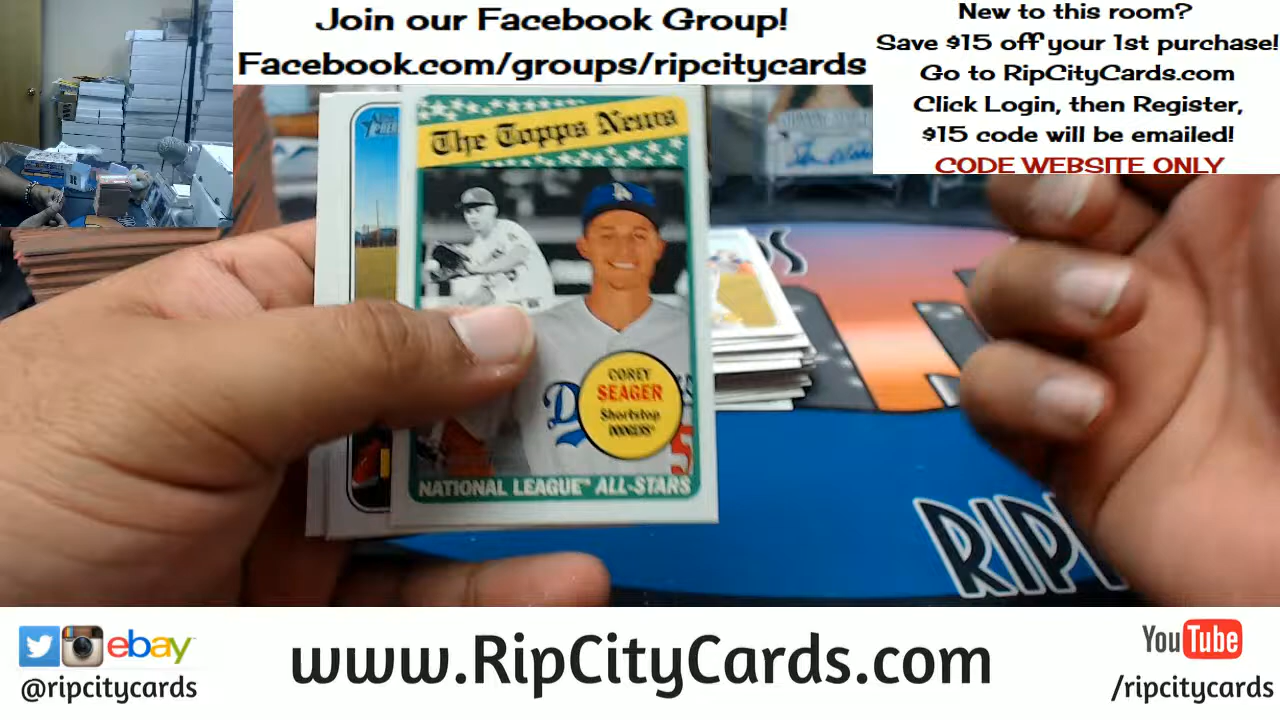 Join our Facebook Group!
Facebook.com/groups/ripcitycards
New to this room?
Save $15 off your 1st purchase!
Go to RipCityCards.com
Click Login, then Register,
$15 code will be emailed!
CODE WEBSITE ONLY
The Topps News
COREY
SEAGER
Shortstop
DODGERS
NATIONAL LEAGUE™ ALL-STARS
RIP
ebay
@ripcitycards
www.RipCityCards.com
YouTube
/ripcitycards